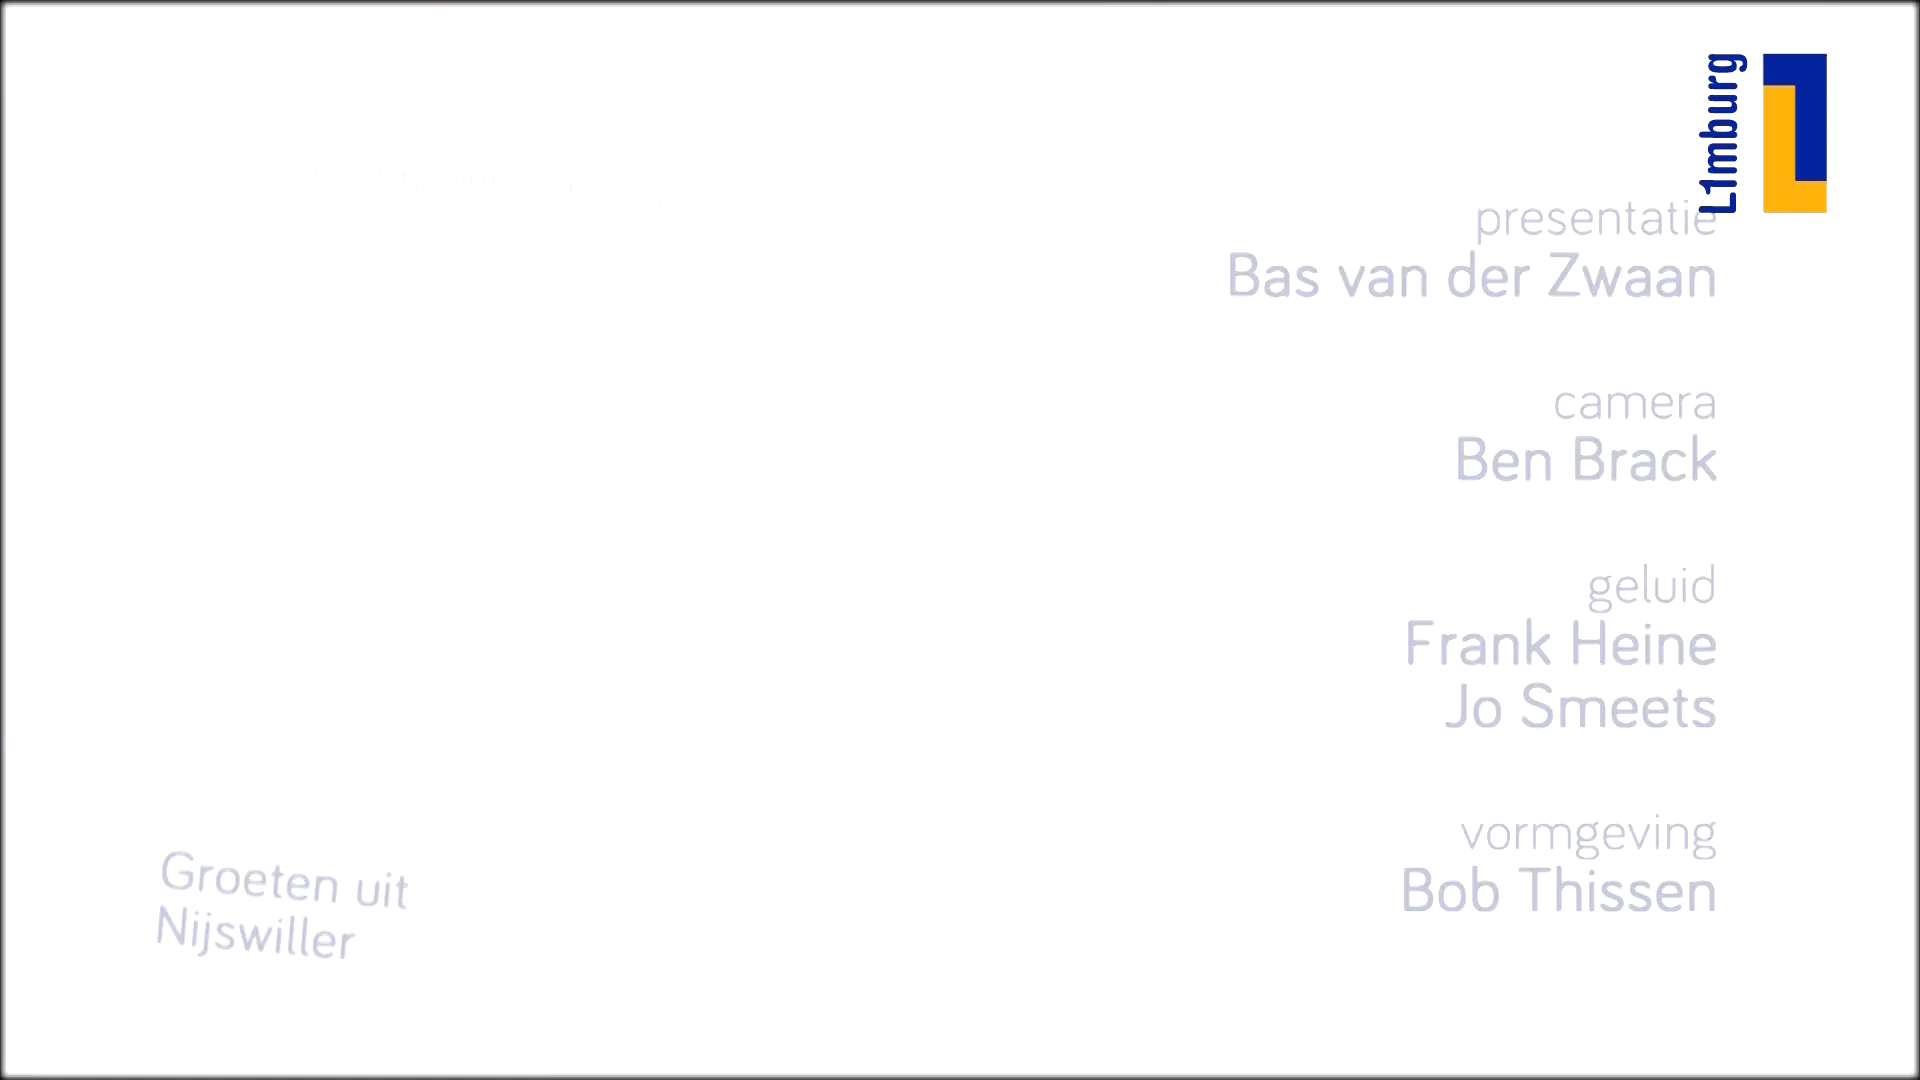 L1mburg
presentatie
Bas van der Zwaan
camera
Ben Brack
geluid
Frank Heine
Jo Smeets
vormgeving
Bob Thissen
Groeten uit
Nijswiller